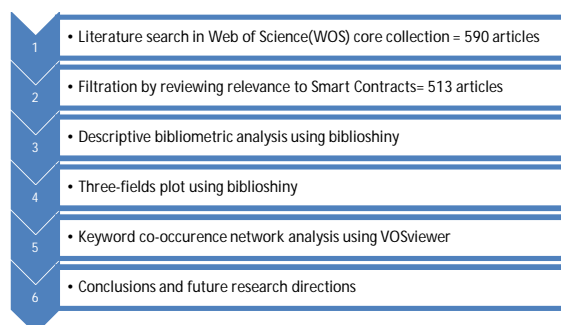 1 • Literature search in Web of Science(WOS) core collection = 590 articles
2 • Filtration by reviewing relevance to Smart Contracts= 513 articles
3 • Descriptive bibliometric analysis using biblioshiny
4 • Three-fields plot using biblioshiny
5 • Keyword co-occurence network analysis using VOSviewer
6 • Conclusions and future research directions